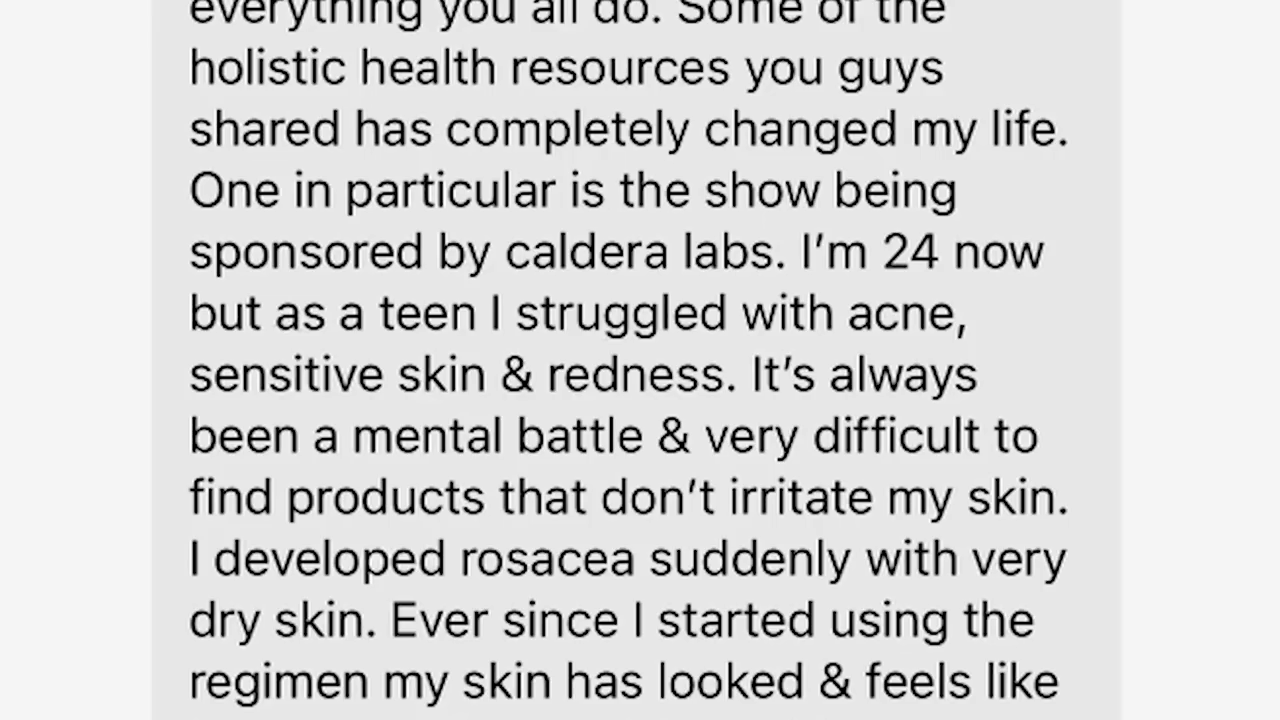 everything you all do. Some of the
holistic health resources you guys
shared has completely changed my life.
One in particular is the show being
sponsored by caldera labs. I’m 24 now
but as a teen I struggled with acne,
sensitive skin & redness. It’s always
been a mental battle & very difficult to
find products that don’t irritate my skin.
I developed rosacea suddenly with very
dry skin. Ever since I started using the
regimen my skin has looked & feels like